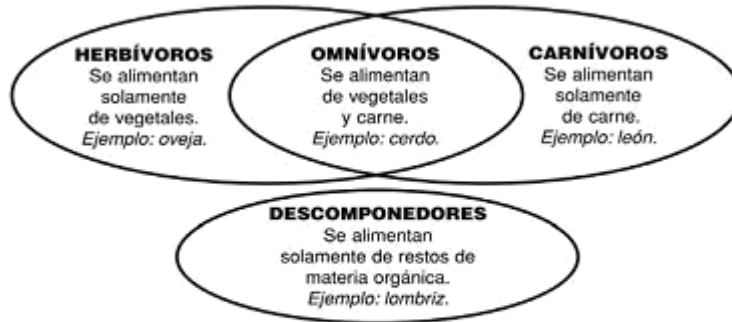 HERBÍVOROS
Se alimentan
solamente
de vegetales.
Ejemplo: oveja.
OMNÍVOROS
Se alimentan
de vegetales
y carne.
Ejemplo: cerdo.
CARNÍVOROS
Se alimentan
solamente
de carne.
Ejemplo: león.
DESCOMPONEDORES
Se alimentan
solamente de restos de
materia orgánica.
Ejemplo: lombriz.